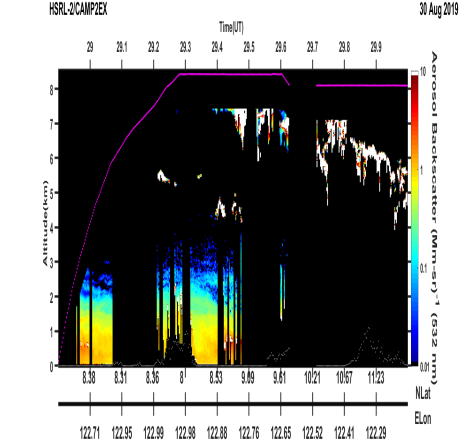 HSRL-2/CAMP2EX 30 Aug 2019
Time(UT)
29 29.1 29.2 29.3 29.4 29.5 29.6 29.7 29.8 29.9
Altitude(km)
8
7
6
5
4
3
2
1
0
10
1
0.1
0.01
Aerosol Backscatter (Mm-sr)⁻¹ (532 nm)
8.38 8.31 8.36 8 8.53 9.09 9.61 10.21 10.67 11.23
NLat
ELon
122.71 122.95 122.99 122.98 122.88 122.76 122.65 122.52 122.41 122.29